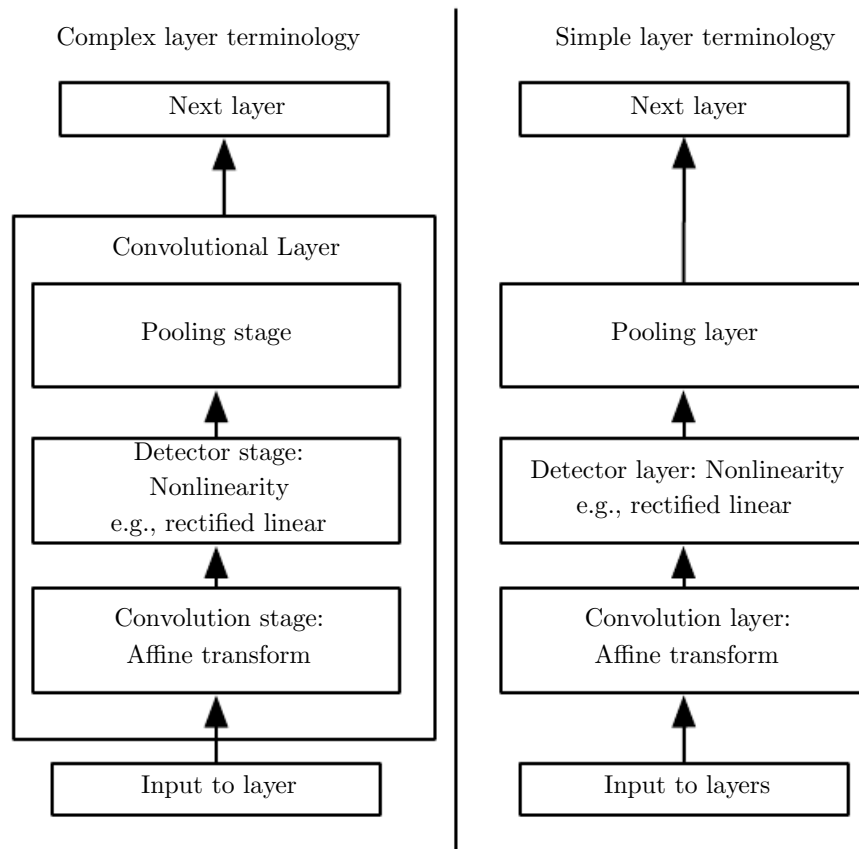 Complex layer terminology
Next layer
Convolutional Layer
Pooling stage
Detector stage:
Nonlinearity
e.g., rectified linear
Convolution stage:
Affine transform
Input to layer
Simple layer terminology
Next layer
Pooling layer
Detector layer: Nonlinearity
e.g., rectified linear
Convolution layer:
Affine transform
Input to layers